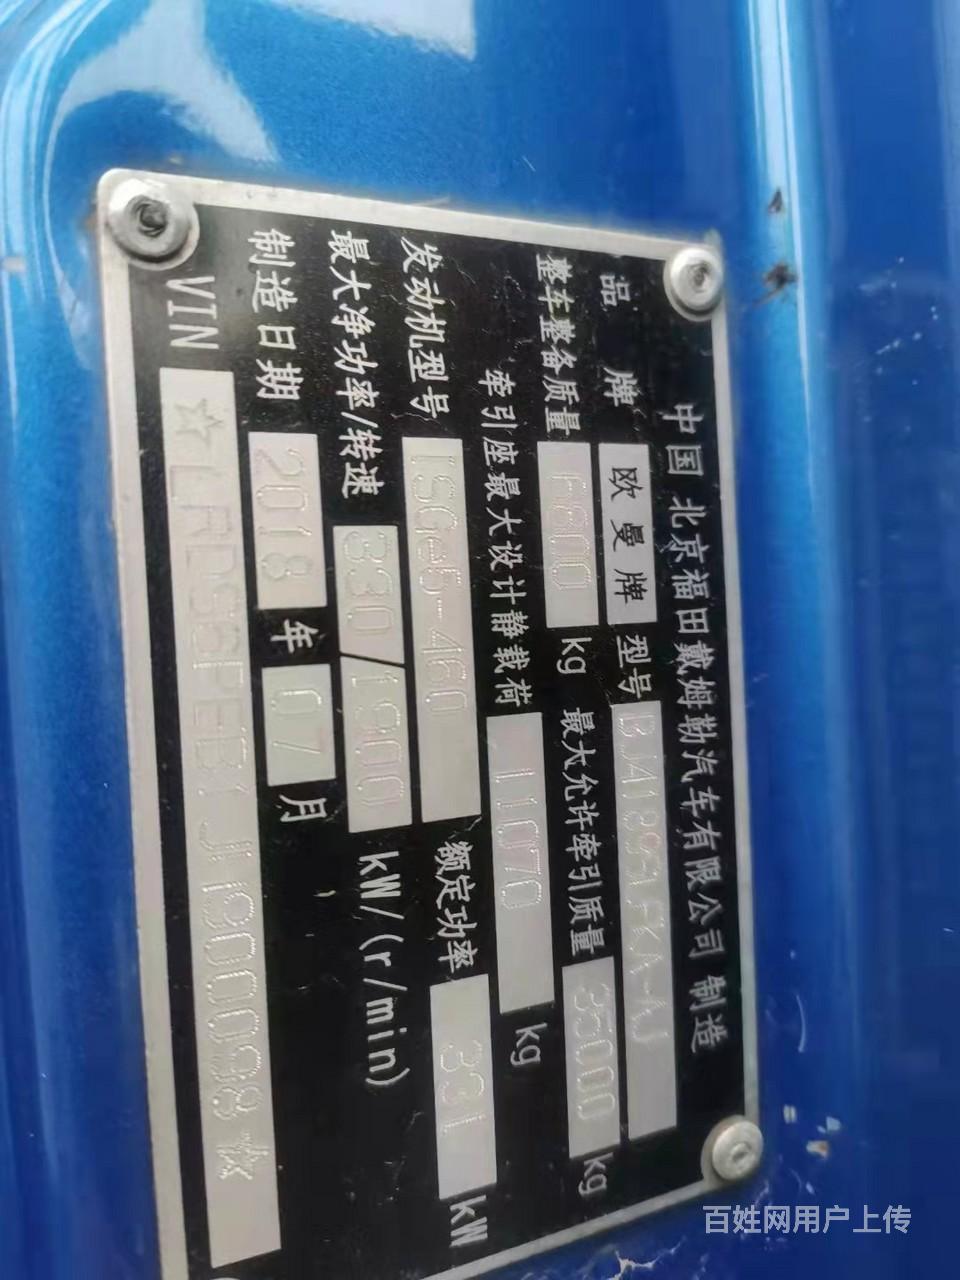 中国 北京福田戴姆勒汽车有限公司 制造
品牌 欧曼牌 型号
整车整备质量 kg 最大允许牵引质量 35000 kg
牵引座最大设计静载荷 11070 kg
发动机型号 ISGe5-460 额定功率 331 kW
最大净功率/转速 330/1900 kW/(r/min)
制造日期 2018 年 07 月
VIN
百姓网用户上传